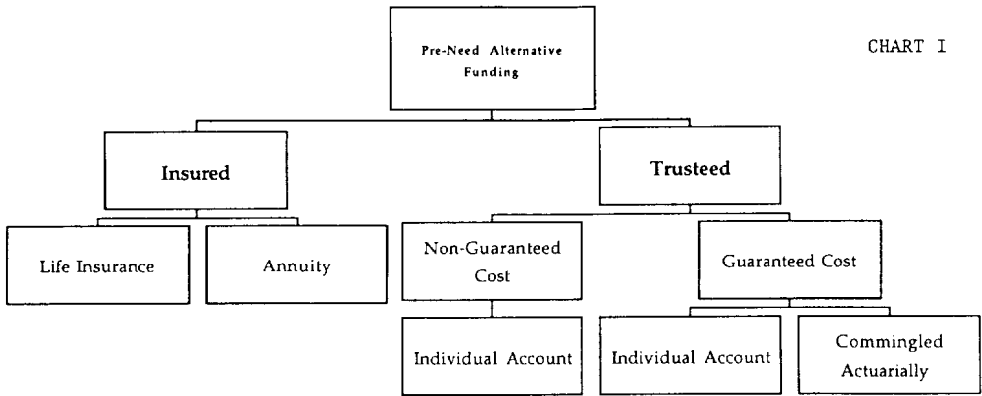 CHART I
Pre-Need Alternative
Funding
Insured
Trusteed
Life Insurance
Annuity
Non-Guaranteed
Cost
Guaranteed Cost
Individual Account
Individual Account
Commingled
Actuarially